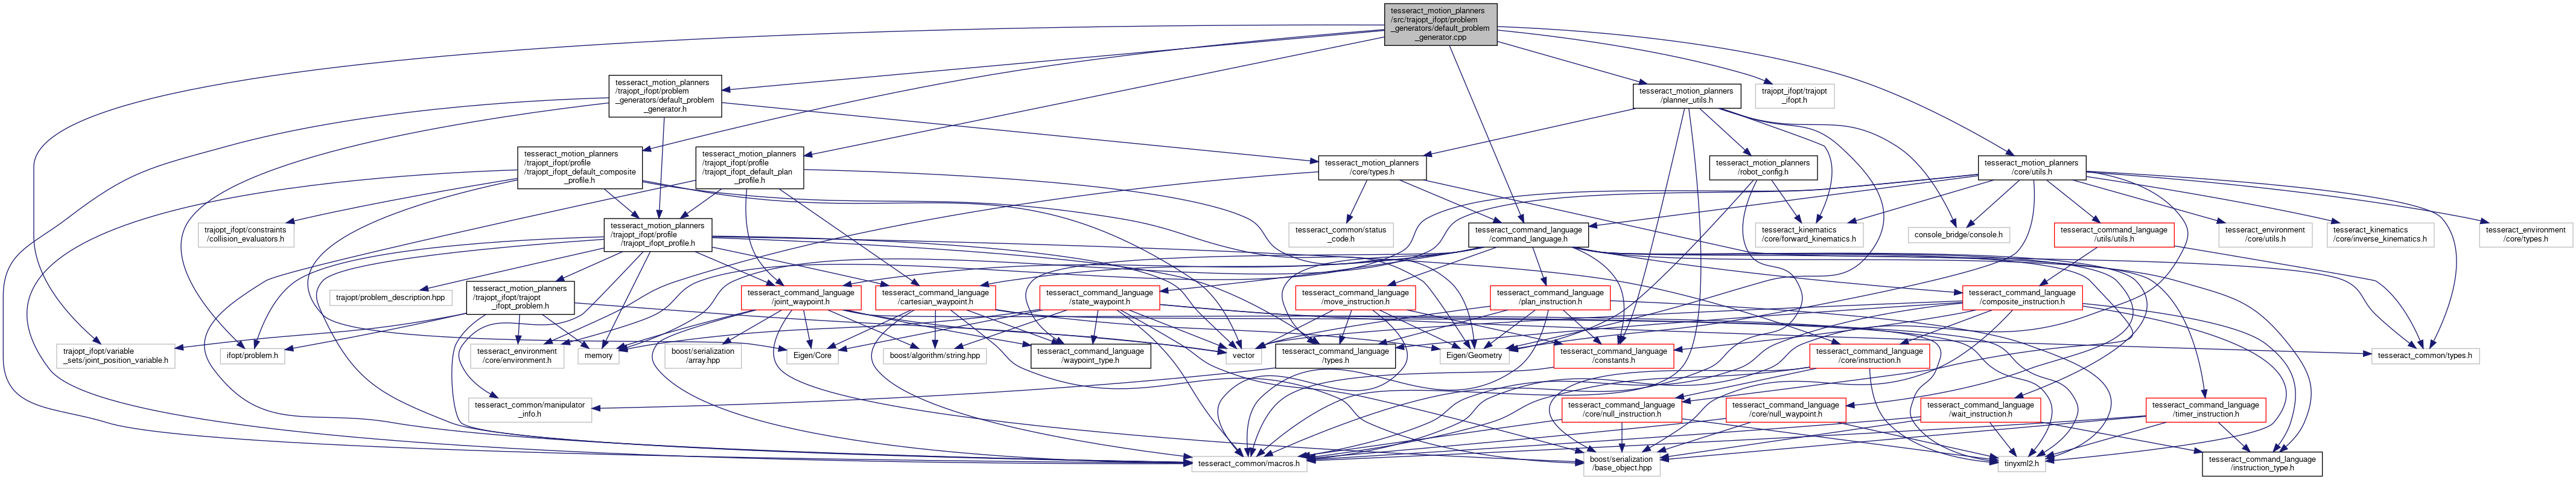 tesseract_motion_planners
/src/trajopt_ifopt/problem
_generators/default_problem
_generator.cpp
tesseract_motion_planners
/trajopt_ifopt/problem
_generators/default_problem
_generator.h
tesseract_motion_planners
/planner_utils.h
trajopt_ifopt/trajopt
_ifopt.h
tesseract_motion_planners
/trajopt_ifopt/profile
/trajopt_ifopt_default_composite
_profile.h
tesseract_motion_planners
/trajopt_ifopt/profile
/trajopt_ifopt_default_plan
_profile.h
tesseract_motion_planners
/core/types.h
tesseract_motion_planners
/robot_config.h
tesseract_motion_planners
/core/utils.h
trajopt_ifopt/constraints
/collision_evaluators.h
tesseract_motion_planners
/trajopt_ifopt/profile
/trajopt_ifopt_profile.h
tesseract_common/status
_code.h
tesseract_command_language
/command_language.h
tesseract_kinematics
/core/forward_kinematics.h
console_bridge/console.h
tesseract_command_language
/utils/utils.h
tesseract_environment
/core/utils.h
tesseract_kinematics
/core/inverse_kinematics.h
tesseract_environment
/core/types.h
trajopt/problem_description.hpp
tesseract_motion_planners
/trajopt_ifopt/trajopt
_ifopt_problem.h
tesseract_command_language
/joint_waypoint.h
tesseract_command_language
/cartesian_waypoint.h
tesseract_command_language
/state_waypoint.h
tesseract_command_language
/move_instruction.h
tesseract_command_language
/plan_instruction.h
tesseract_command_language
/composite_instruction.h
trajopt_ifopt/variable
_sets/joint_position_variable.h
ifopt/problem.h
tesseract_environment
/core/environment.h
memory
boost/serialization
/array.hpp
Eigen/Core
boost/algorithm/string.hpp
tesseract_command_language
/waypoint_type.h
vector
tesseract_command_language
/types.h
Eigen/Geometry
tesseract_command_language
/constants.h
tesseract_command_language
/core/instruction.h
tesseract_common/types.h
tesseract_common/manipulator
_info.h
tesseract_command_language
/core/null_instruction.h
tesseract_command_language
/core/null_waypoint.h
tesseract_command_language
/wait_instruction.h
tesseract_command_language
/timer_instruction.h
tesseract_common/macros.h
boost/serialization
/base_object.hpp
tinyxml2.h
tesseract_command_language
/instruction_type.h